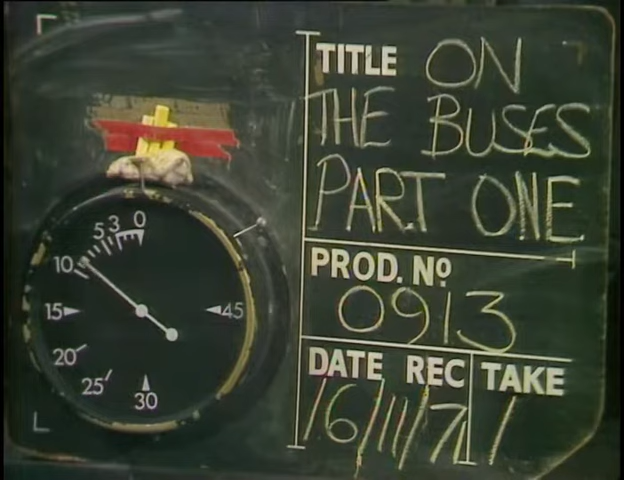 TITLE ON
THE BUSES
PART ONE
PROD. Nº
0913
DATE REC TAKE
16/11/71 1
0
3
5
10
15
20
25
30
45